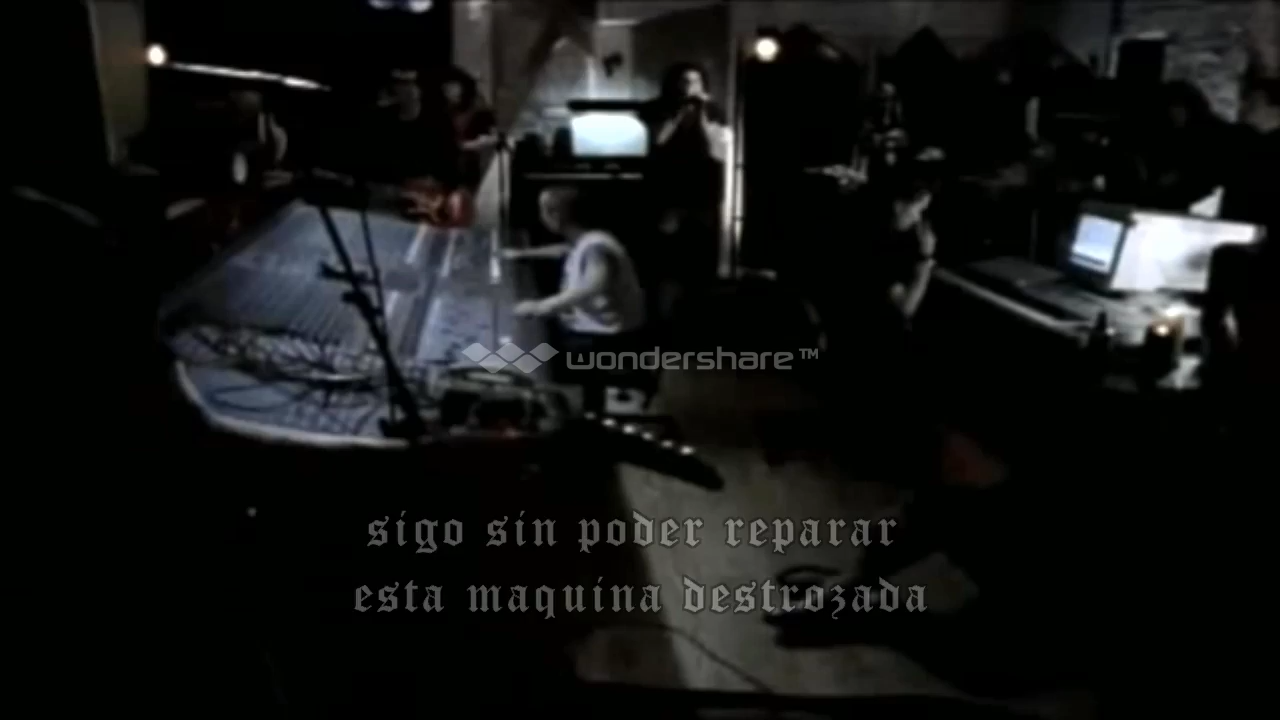 wondershare™
sigo sin poder reparar
esta maquina destrozada